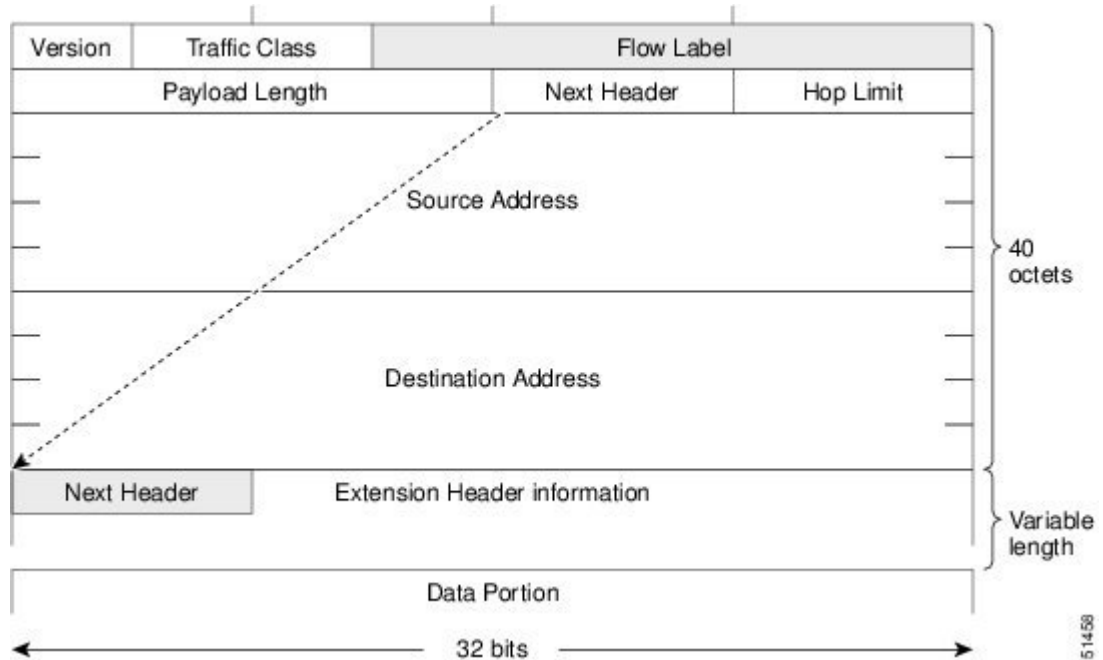 Version Traffic Class Flow Label
Payload Length Next Header Hop Limit
Source Address
40
octets
Destination Address
Next Header Extension Header information
Variable
length
Data Portion
32 bits
51458